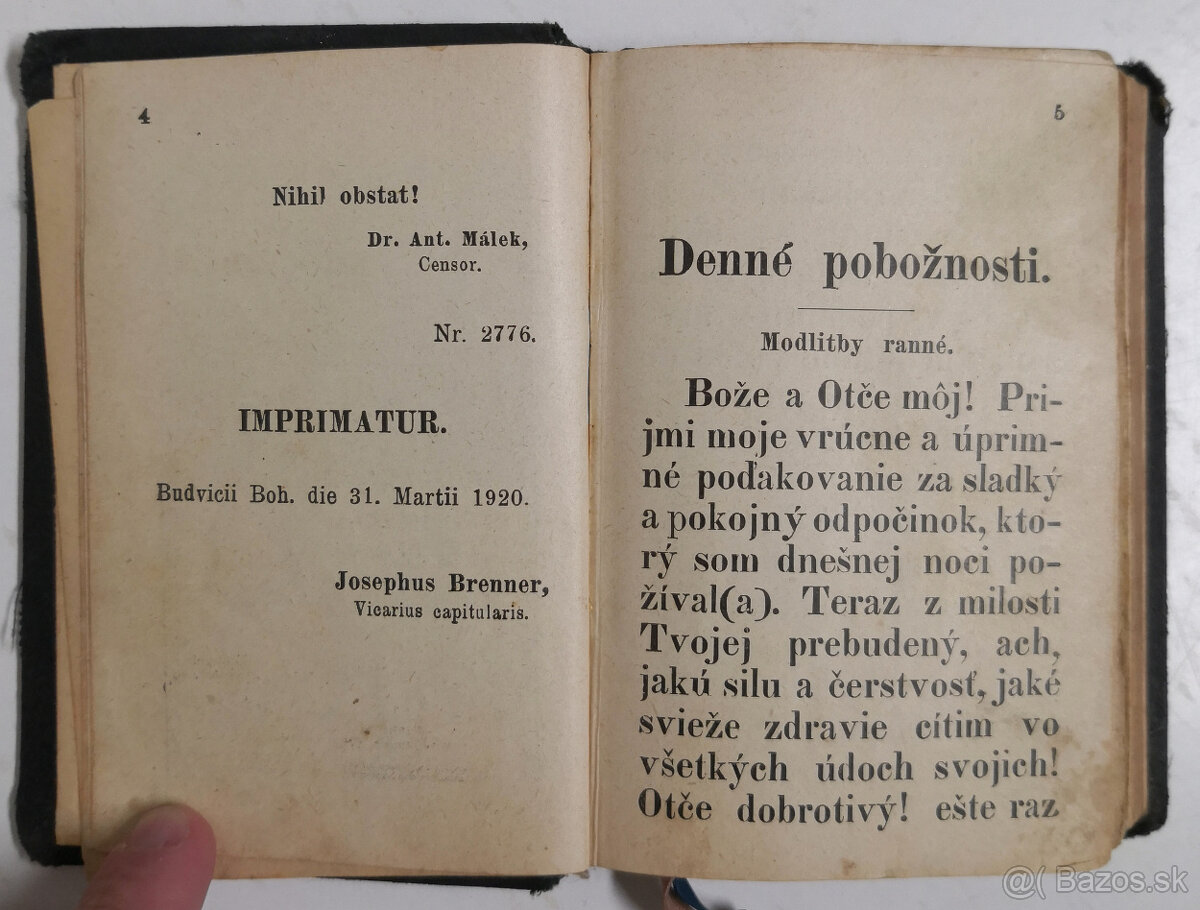 4
Nihil obstat!
Dr. Ant. Málek,
Censor.
Nr. 2776.
IMPRIMATUR.
Budvicii Boh. die 31. Martii 1920.
Josephus Brenner,
Vicarius capitularis.
5
Denné pobožnosti.
Modlitby ranné.
Bože a Otče môj! Pri-
jmi moje vrúcne a úprim-
né poďakovanie za sladký
a pokojný odpočinok, kto-
rý som dnešnej noci po-
žíval(a). Teraz z milosti
Tvojej prebudený, ach,
jakú silu a čerstvosť, jaké
svieže zdravie cítim vo
všetkých údoch svojich!
Otče dobrotivý! ešte raz
@( Bazos.sk